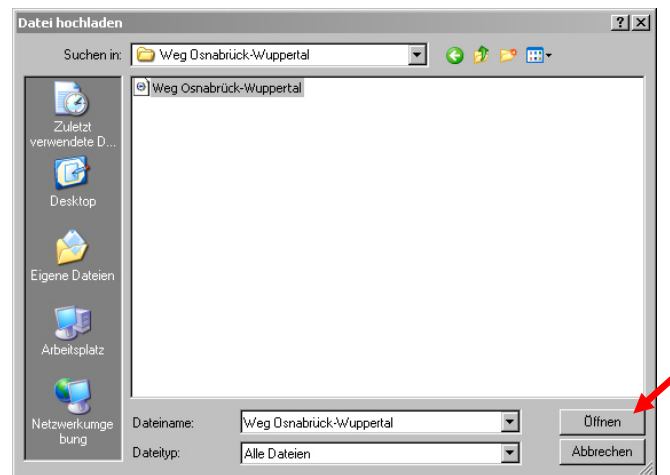 Datei hochladen
Suchen in:
Weg Osnabrück-Wuppertal
Weg Osnabrück-Wuppertal
Zuletzt
verwendete D...
Desktop
Eigene Dateien
Arbeitsplatz
Netzwerkumge
bung
Dateiname:
Weg Osnabrück-Wuppertal
Öffnen
Dateityp:
Alle Dateien
Abbrechen